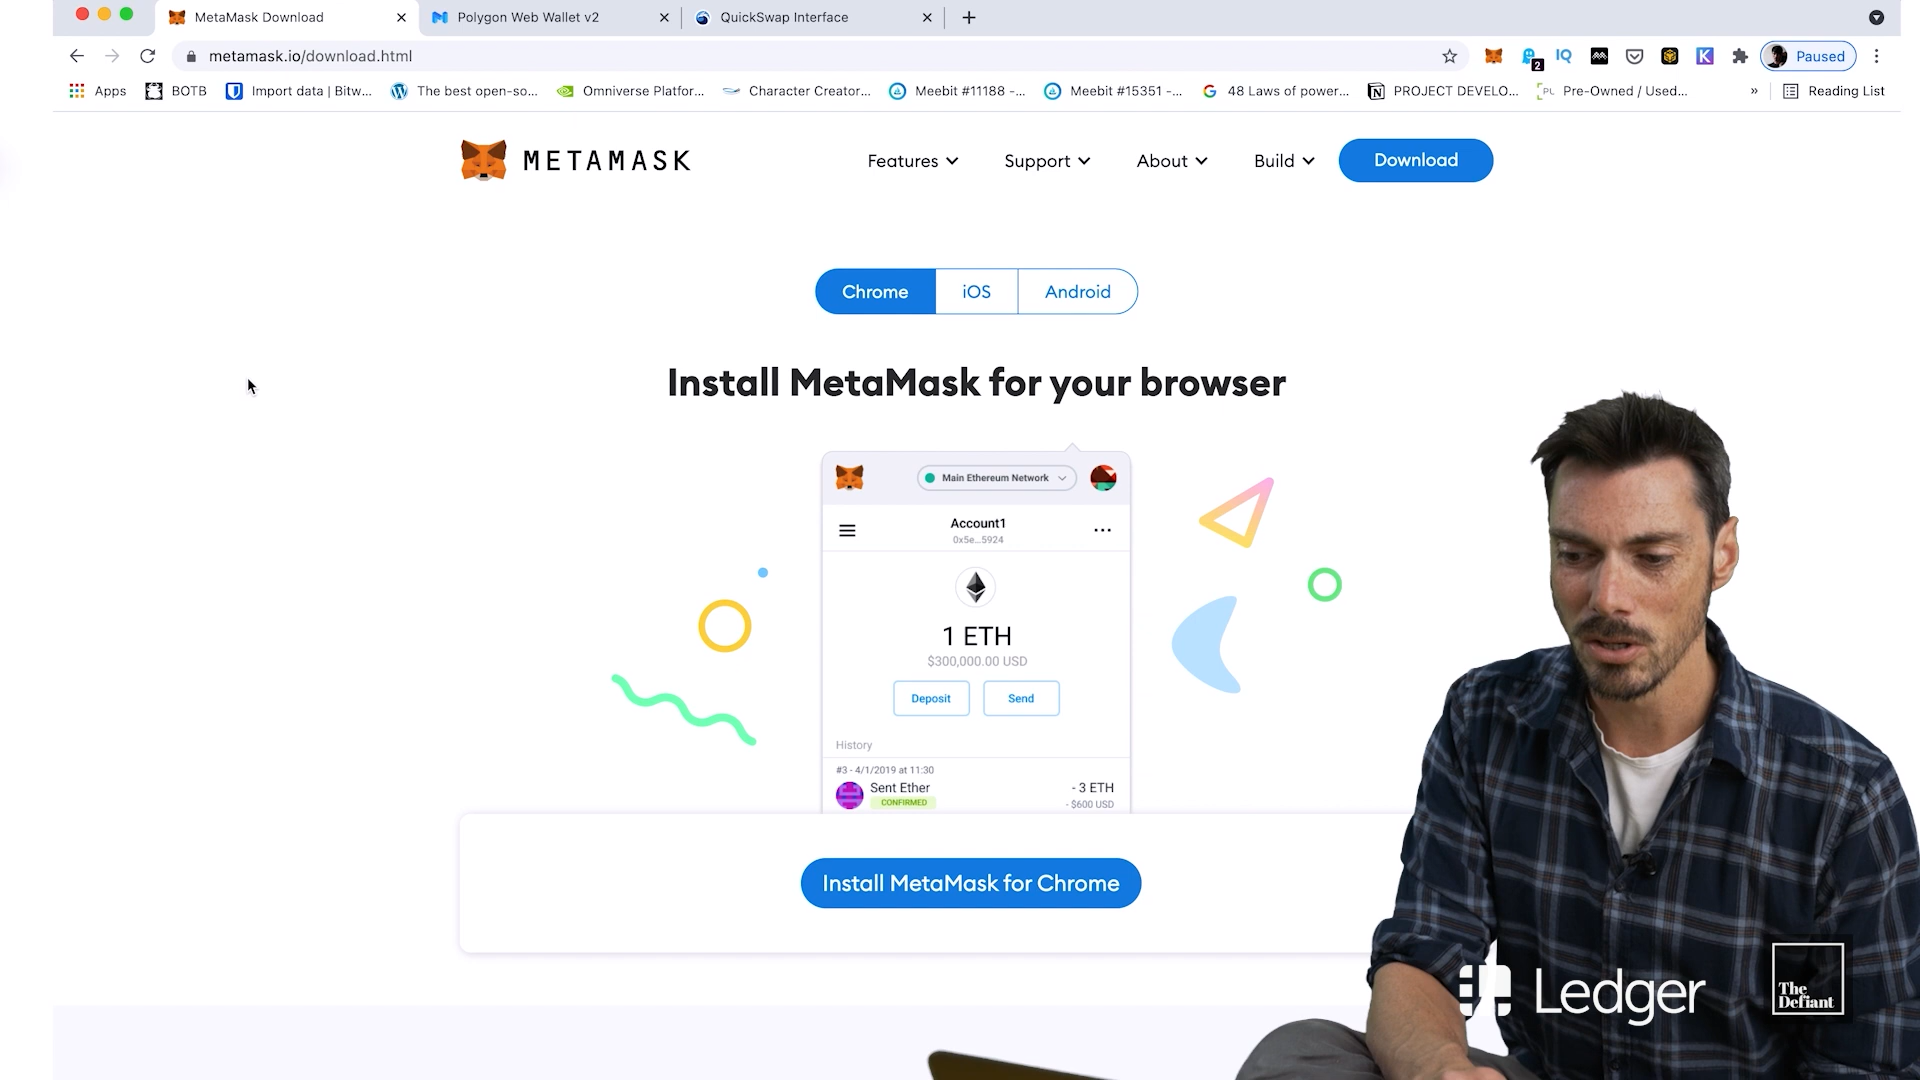 MetaMask Download
Polygon Web Wallet v2
QuickSwap Interface
metamask.io/download.html
2
IQ
K
Paused
Apps
BOTB
Import data | Bitw...
The best open-so...
Omniverse Platfor...
Character Creator...
Meebit #11188 -...
Meebit #15351 -...
48 Laws of power...
PROJECT DEVELO...
PL
Pre-Owned / Used...
»
Reading List
METAMASK
Features
Support
About
Build
Download
Chrome
iOS
Android
Install MetaMask for your browser
Main Ethereum Network
Account1
0x5e...5924
1 ETH
$300,000.00 USD
Deposit
Send
History
#3 - 4/1/2019 at 11:30
Sent Ether
- 3 ETH
CONFIRMED
- $600 USD
Install MetaMask for Chrome
Ledger
The
Defiant